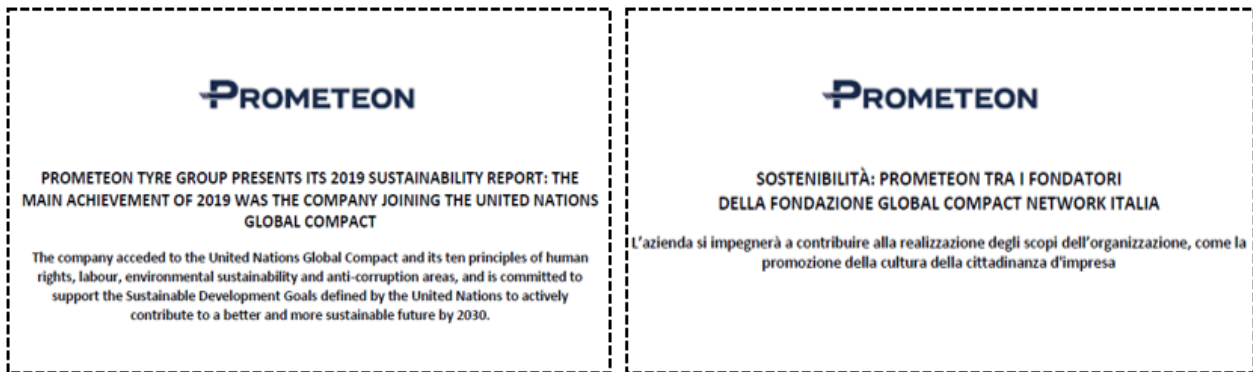 PROMETEON
PROMETEON TYRE GROUP PRESENTS ITS 2019 SUSTAINABILITY REPORT: THE
MAIN ACHIEVEMENT OF 2019 WAS THE COMPANY JOINING THE UNITED NATIONS
GLOBAL COMPACT
The company acceded to the United Nations Global Compact and its ten principles of human
rights, labour, environmental sustainability and anti-corruption areas, and is committed to
support the Sustainable Development Goals defined by the United Nations to actively
contribute to a better and more sustainable future by 2030.
PROMETEON
SOSTENIBILITÀ: PROMETEON TRA I FONDATORI
DELLA FONDAZIONE GLOBAL COMPACT NETWORK ITALIA
L'azienda si impegnerà a contribuire alla realizzazione degli scopi dell'organizzazione, come la
promozione della cultura della cittadinanza d'impresa